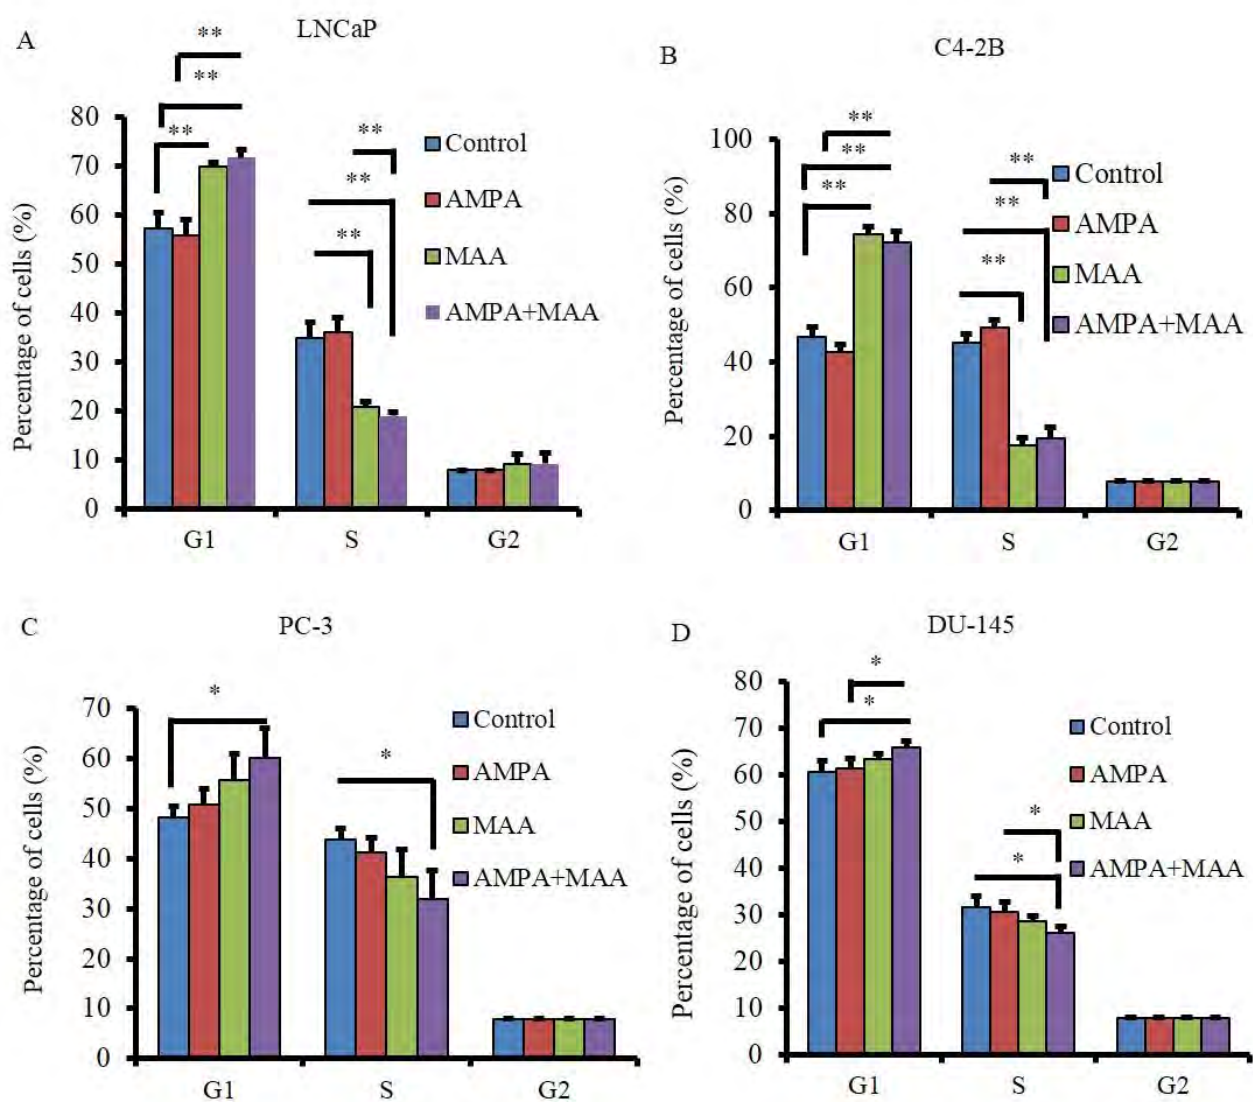 A
LNCaP
**
**
**
**
**
**
Percentage of cells (%)
80
70
60
50
40
30
20
10
0
G1
S
G2
Control
AMPA
MAA
AMPA+MAA
B
C4-2B
**
**
**
**
**
**
Percentage of cells (%)
100
80
60
40
20
0
G1
S
G2
Control
AMPA
MAA
AMPA+MAA
C
PC-3
*
*
Percentage of cells (%)
70
60
50
40
30
20
10
0
G1
S
G2
Control
AMPA
MAA
AMPA+MAA
D
DU-145
*
*
*
*
Percentage of cells (%)
80
70
60
50
40
30
20
10
0
G1
S
G2
Control
AMPA
MAA
AMPA+MAA